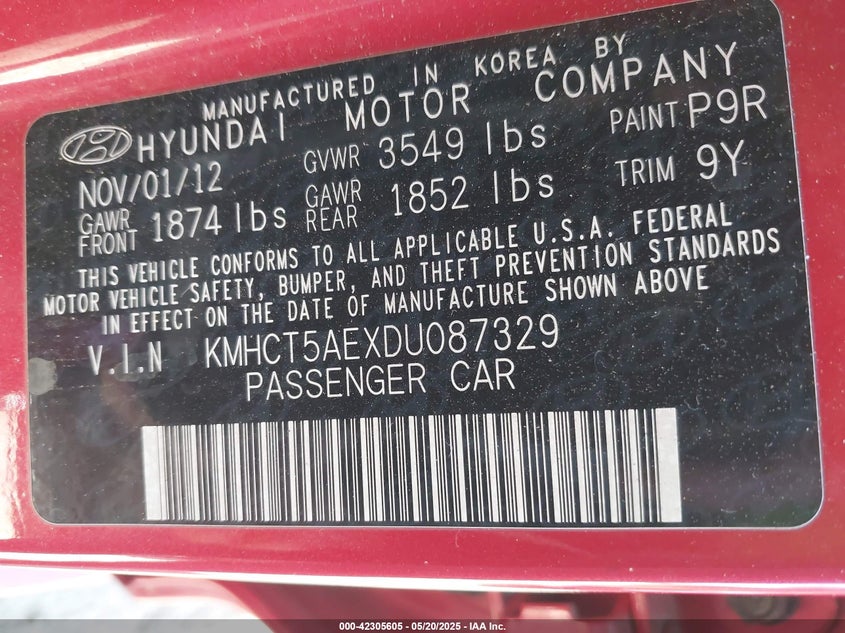 MANUFACTURED IN KOREA BY
HYUNDAI MOTOR COMPANY
NOV/01/12 GVWR 3549 lbs PAINT P9R
GAWR FRONT 1874 lbs GAWR REAR 1852 lbs TRIM 9Y
THIS VEHICLE CONFORMS TO ALL APPLICABLE U.S.A. FEDERAL
MOTOR VEHICLE SAFETY, BUMPER, AND THEFT PREVENTION STANDARDS
IN EFFECT ON THE DATE OF MANUFACTURE SHOWN ABOVE
V.I.N KMHCT5AEXDU087329
PASSENGER CAR
000-42305605 - 05/20/2025 - IAA Inc.